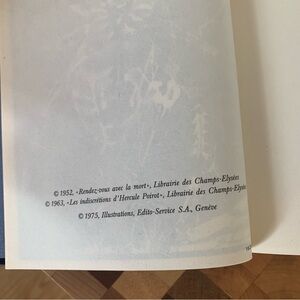 © 1952, «Rendez-vous avec la mort», Librairie des Champs-Elysées
© 1963, «Les indiscrétions d'Hercule Poirot», Librairie des Champs-Elysées
© 1975, Illustrations, Edito-Service S.A., Genève